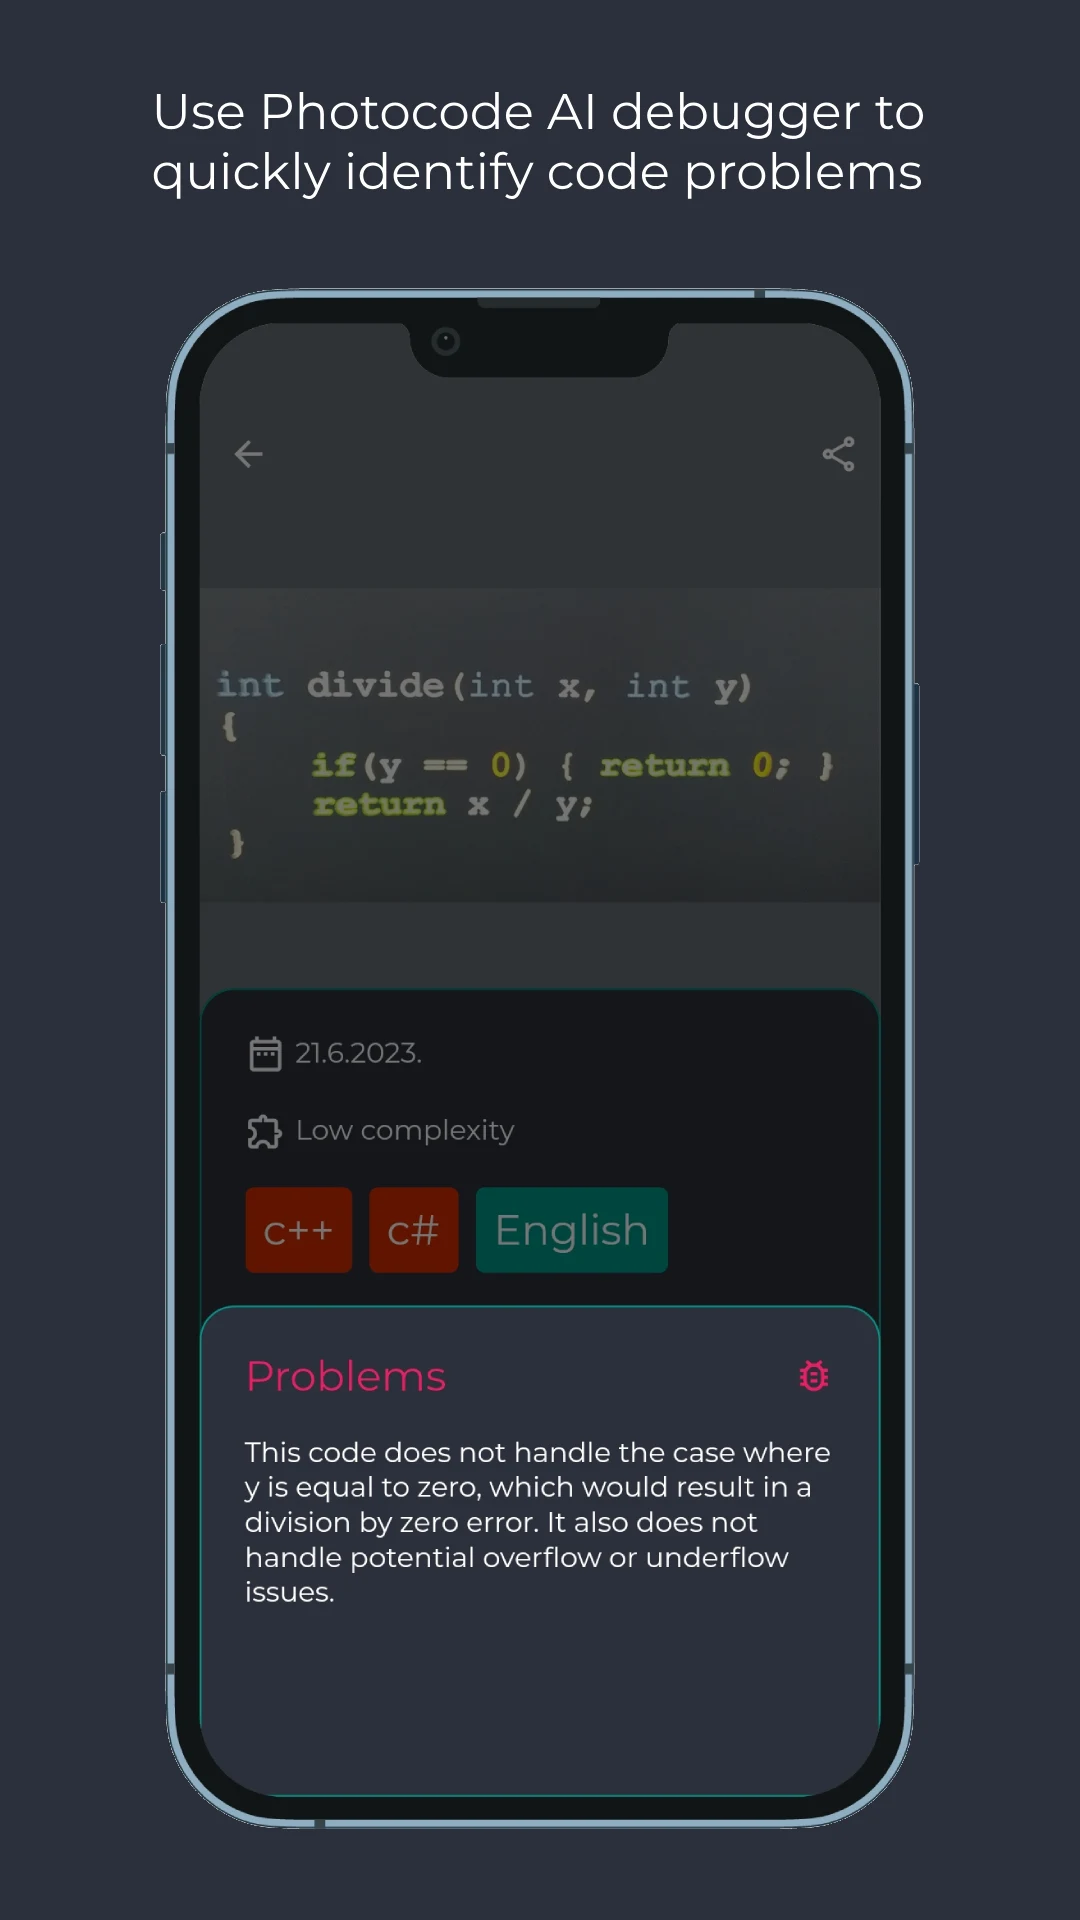 Use Photocode AI debugger to
quickly identify code problems
int divide(int x, int y)
{
if(y == 0) { return 0; }
return x / y;
}
21.6.2023.
Low complexity
c++ c# English
Problems
This code does not handle the case where
y is equal to zero, which would result in a
division by zero error. It also does not
handle potential overflow or underflow
issues.